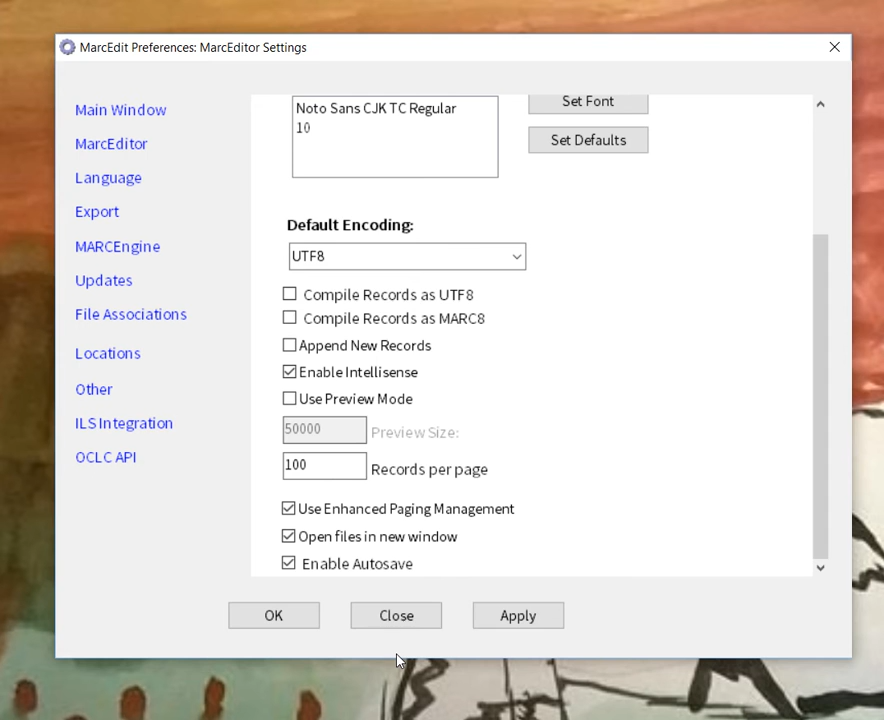 MarcEdit Preferences: MarcEditor Settings
Main Window
MarcEditor
Language
Export
MARCEngine
Updates
File Associations
Locations
Other
ILS Integration
OCLC API
Noto Sans CJK TC Regular
10
Set Font
Set Defaults
Default Encoding:
UTF8
Compile Records as UTF8
Compile Records as MARC8
Append New Records
Enable Intellisense
Use Preview Mode
50000 Preview Size:
100 Records per page
Use Enhanced Paging Management
Open files in new window
Enable Autosave
OK Close Apply